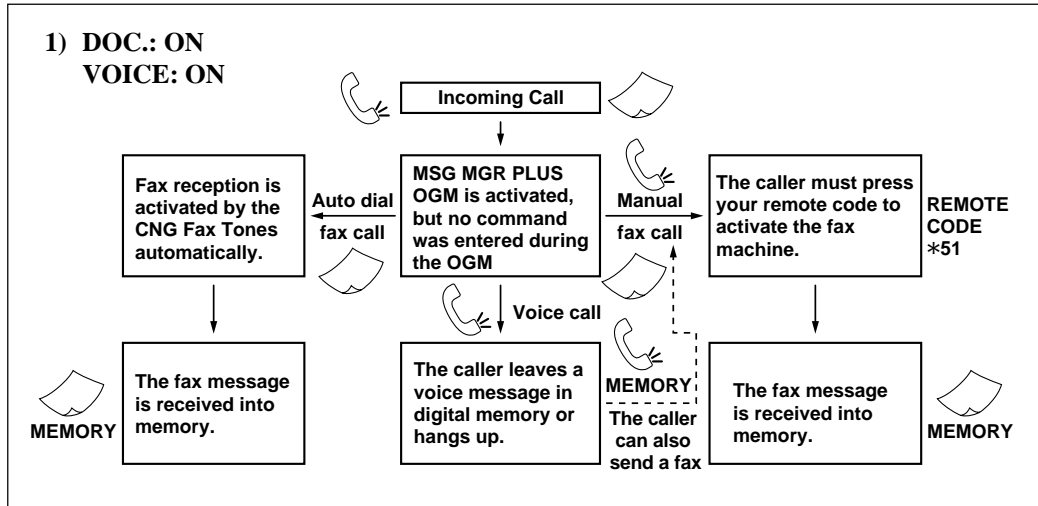 1) DOC.: ON
VOICE: ON
Incoming Call
Fax reception is
activated by the
CNG Fax Tones
automatically.
Auto dial
fax call
MSG MGR PLUS
OGM is activated,
but no command
was entered during
the OGM
Manual
fax call
The caller must press
your remote code to
activate the fax
machine.
REMOTE
CODE
*51
Voice call
The fax message
is received into
memory.
MEMORY
The caller leaves a
voice message in
digital memory or
hangs up.
MEMORY
The caller
can also
send a fax
The fax message
is received into
memory.
MEMORY